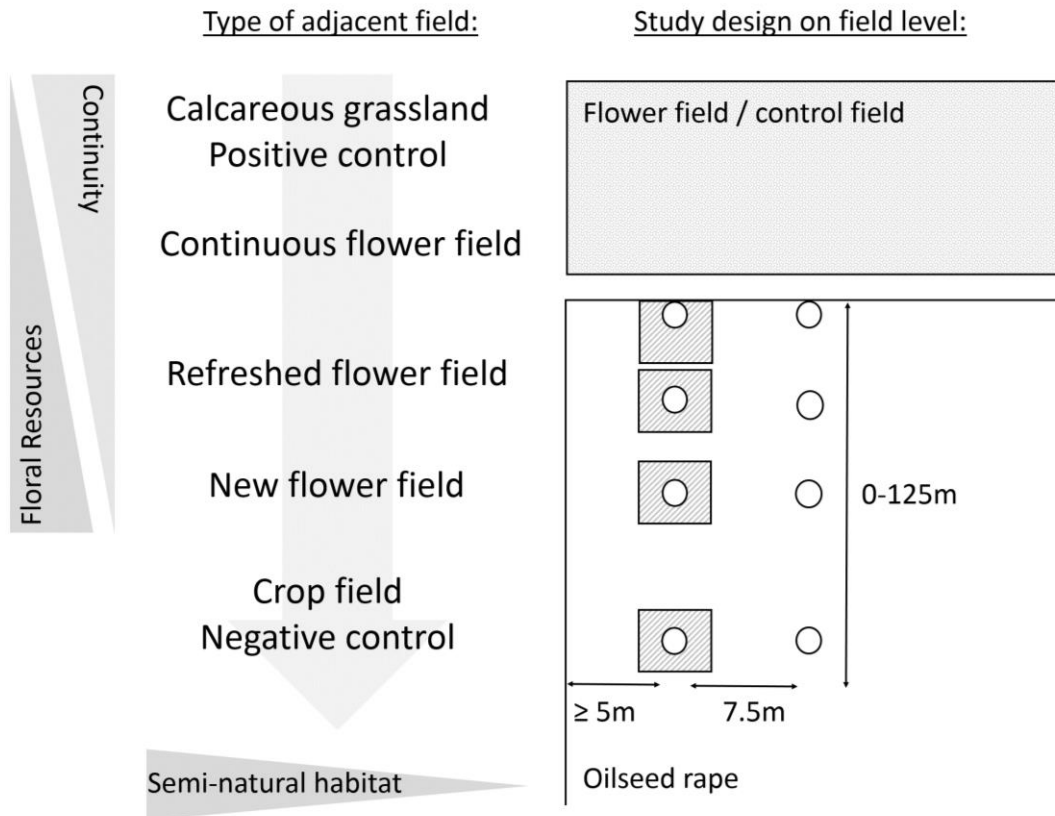 Type of adjacent field:
Study design on field level:
Continuity
Floral Resources
Calcareous grassland
Positive control
Continuous flower field
Refreshed flower field
New flower field
Crop field
Negative control
Semi-natural habitat
Flower field / control field
0-125m
≥ 5m
7.5m
Oilseed rape